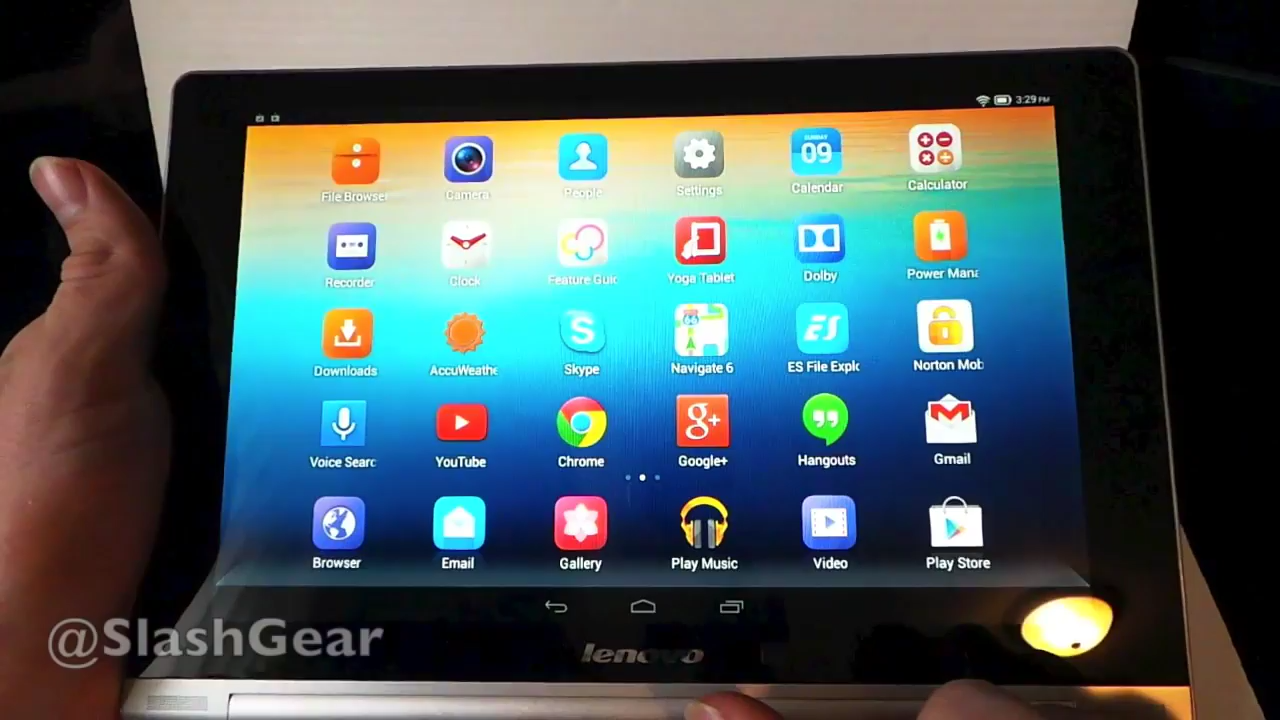 3:29 PM
SUNDAY
09
File Browser Camera People Settings Calendar Calculator
Recorder Clock Feature Guid Yoga Tablet Dolby Power Mana
66
S
ES
Downloads AccuWeathe Skype Navigate 6 ES File Explo Norton Mob
g+
Voice Searc YouTube Chrome Google+ Hangouts Gmail
Browser Email Gallery Play Music Video Play Store
@SlashGear
lenovo